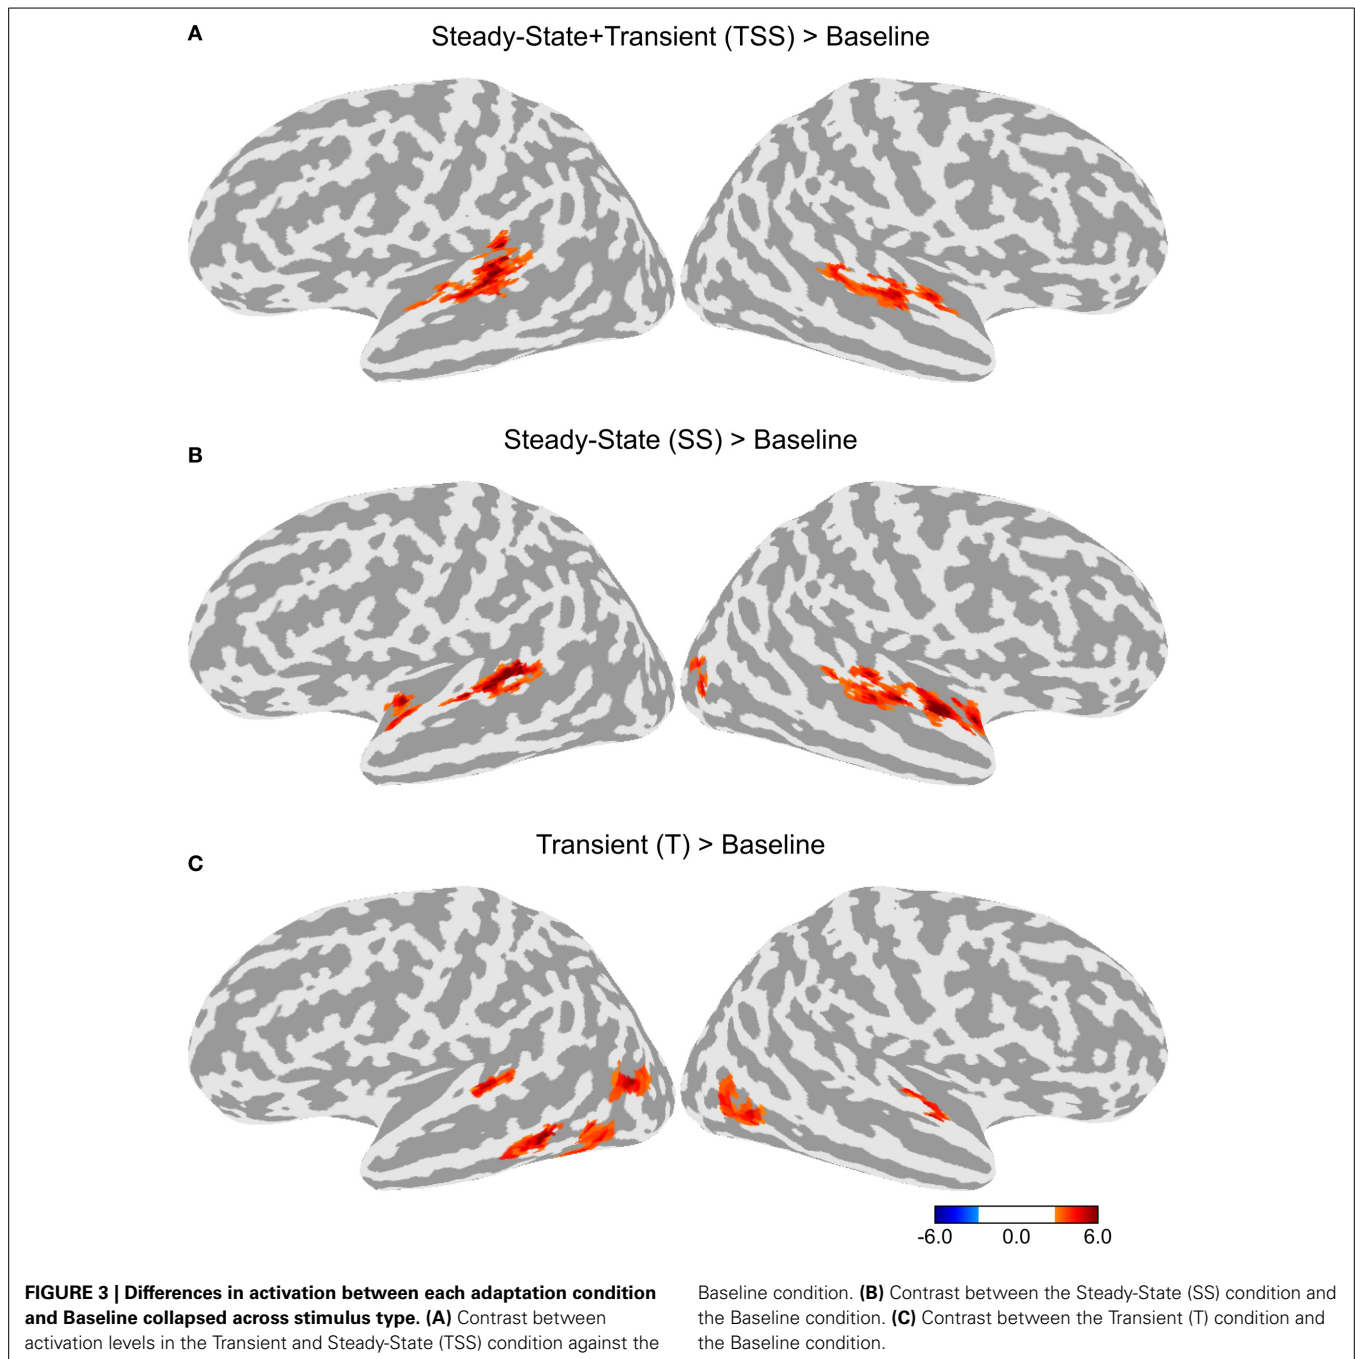 A
Steady-State+Transient (TSS) > Baseline
B
Steady-State (SS) > Baseline
C
Transient (T) > Baseline
-6.0 0.0 6.0
FIGURE 3 | Differences in activation between each adaptation condition
and Baseline collapsed across stimulus type. (A) Contrast between
activation levels in the Transient and Steady-State (TSS) condition against the
Baseline condition. (B) Contrast between the Steady-State (SS) condition and
the Baseline condition. (C) Contrast between the Transient (T) condition and
the Baseline condition.